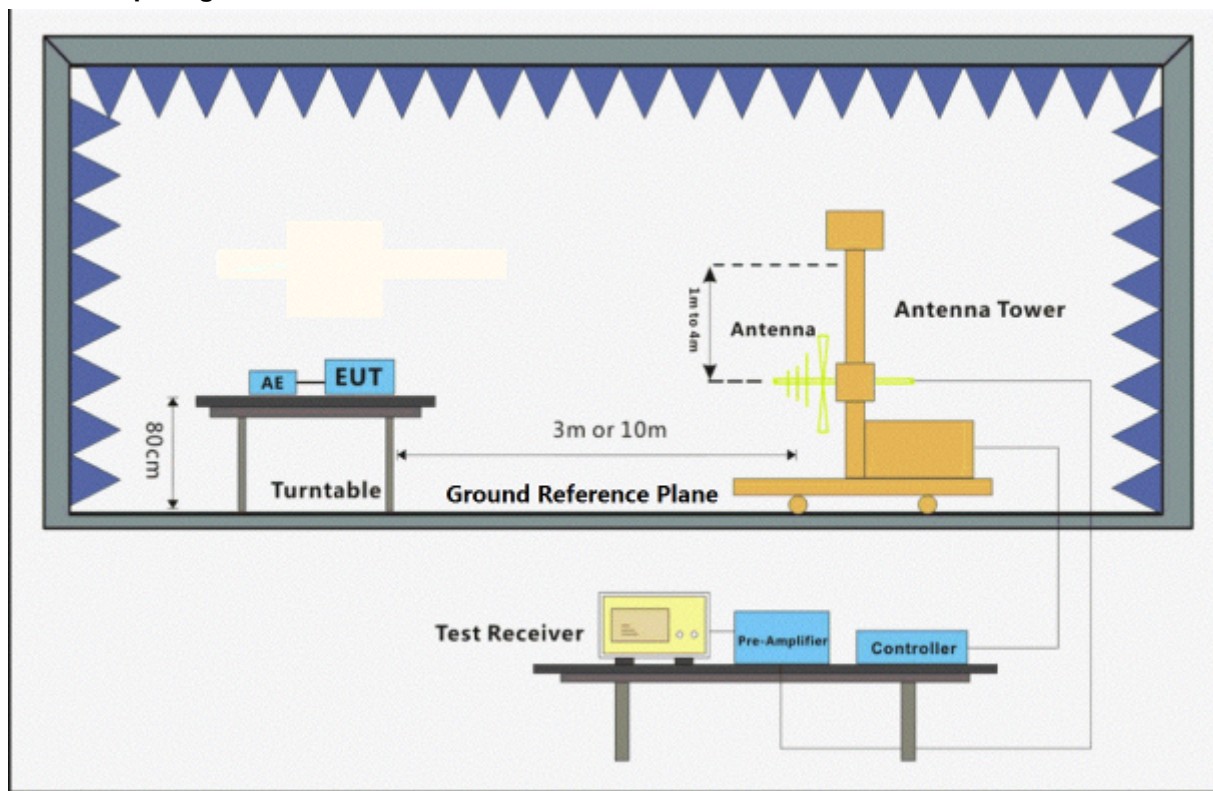 1m to 4m
Antenna Tower
Antenna
AE
EUT
80cm
3m or 10m
Turntable
Ground Reference Plane
Test Receiver
Pre-Amplifier
Controller